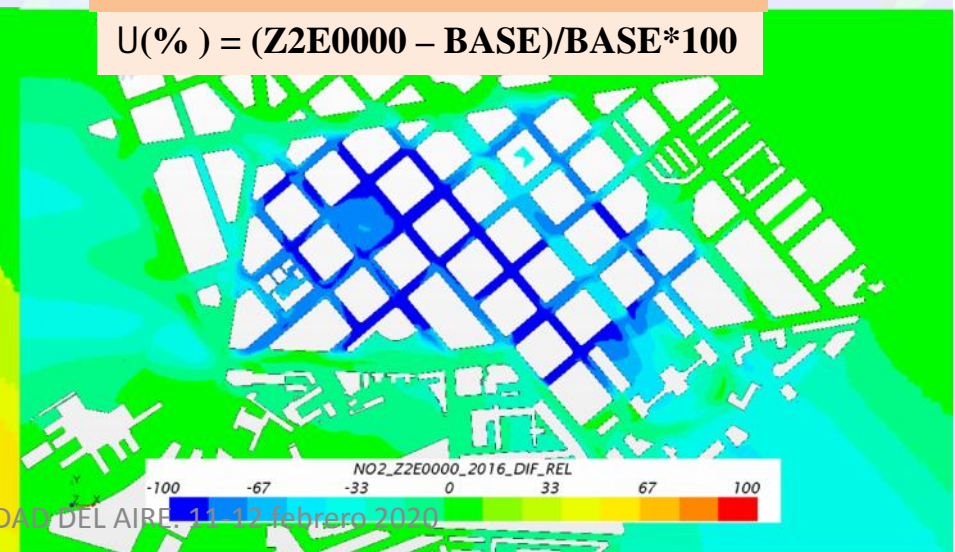 U(% ) = (Z2E0000 – BASE)/BASE*100
NO2_Z2E0000_2016_DIF_REL
-100 -67 -33 0 33 67 100
Y
Z X
DAD DEL AIRE. 11-12 febrero 2020